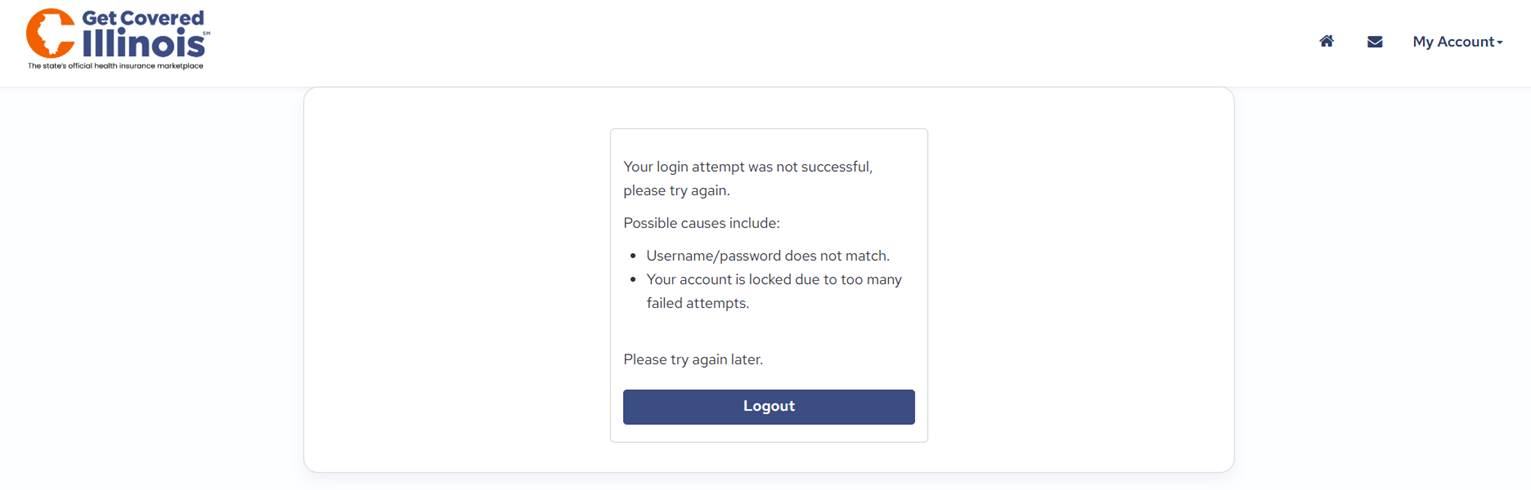 Get Covered
Illinois℠
The state's official health insurance marketplace
My Account
Your login attempt was not successful,
please try again.
Possible causes include:
• Username/password does not match.
• Your account is locked due to too many
failed attempts.
Please try again later.
Logout